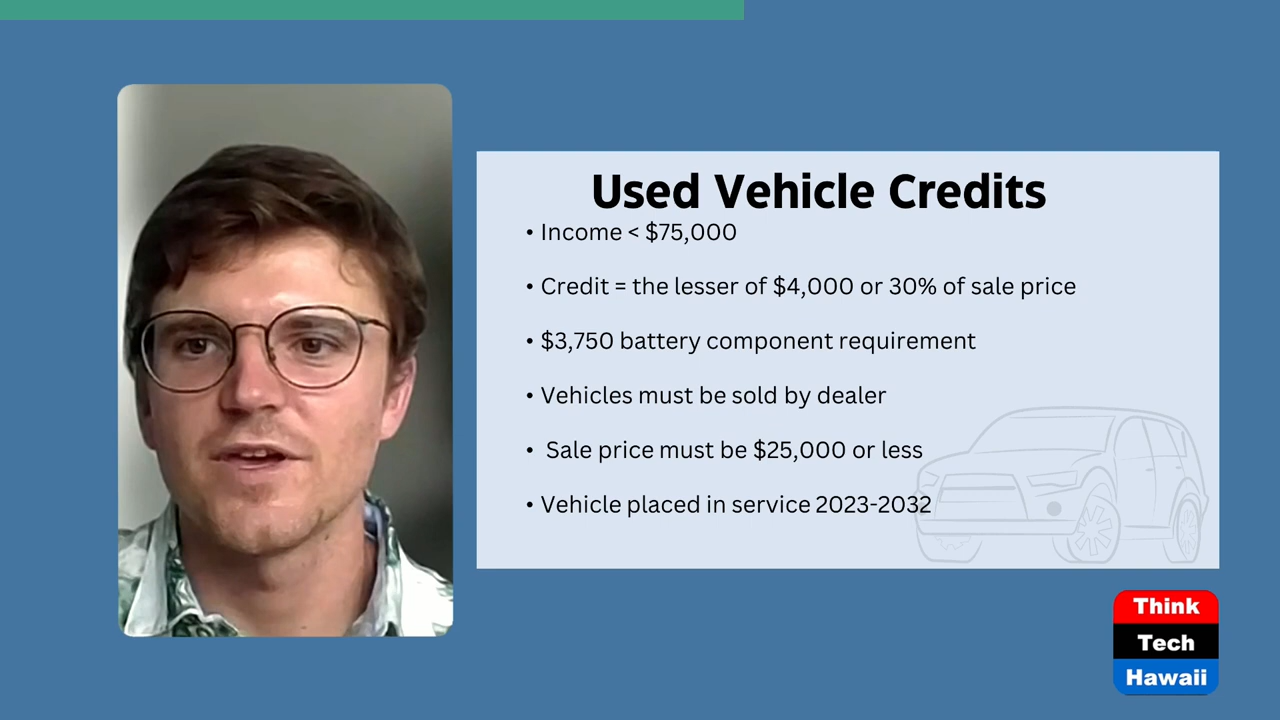 Used Vehicle Credits
• Income < $75,000
• Credit = the lesser of $4,000 or 30% of sale price
• $3,750 battery component requirement
• Vehicles must be sold by dealer
• Sale price must be $25,000 or less
• Vehicle placed in service 2023-2032
Think
Tech
Hawaii